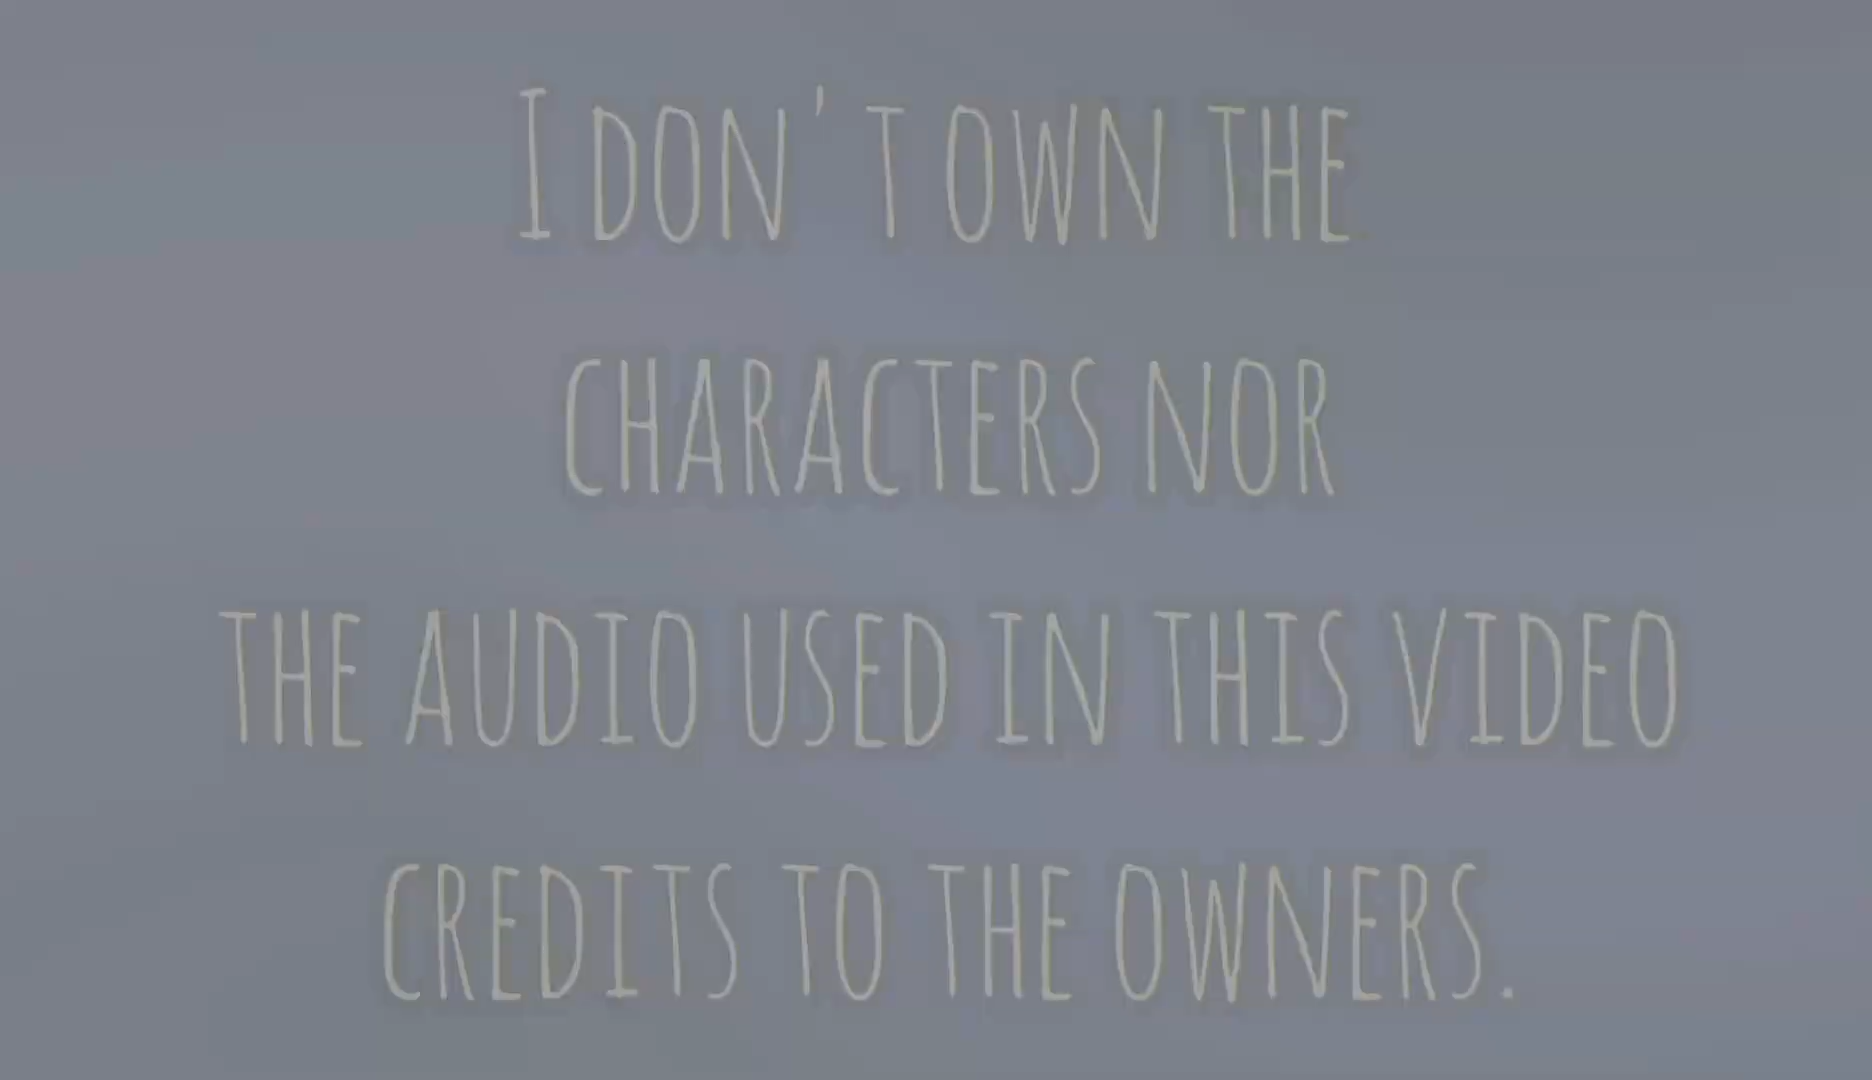 I DON'T OWN THE
CHARACTERS NOR
THE AUDIO USED IN THIS VIDEO
CREDITS TO THE OWNERS.